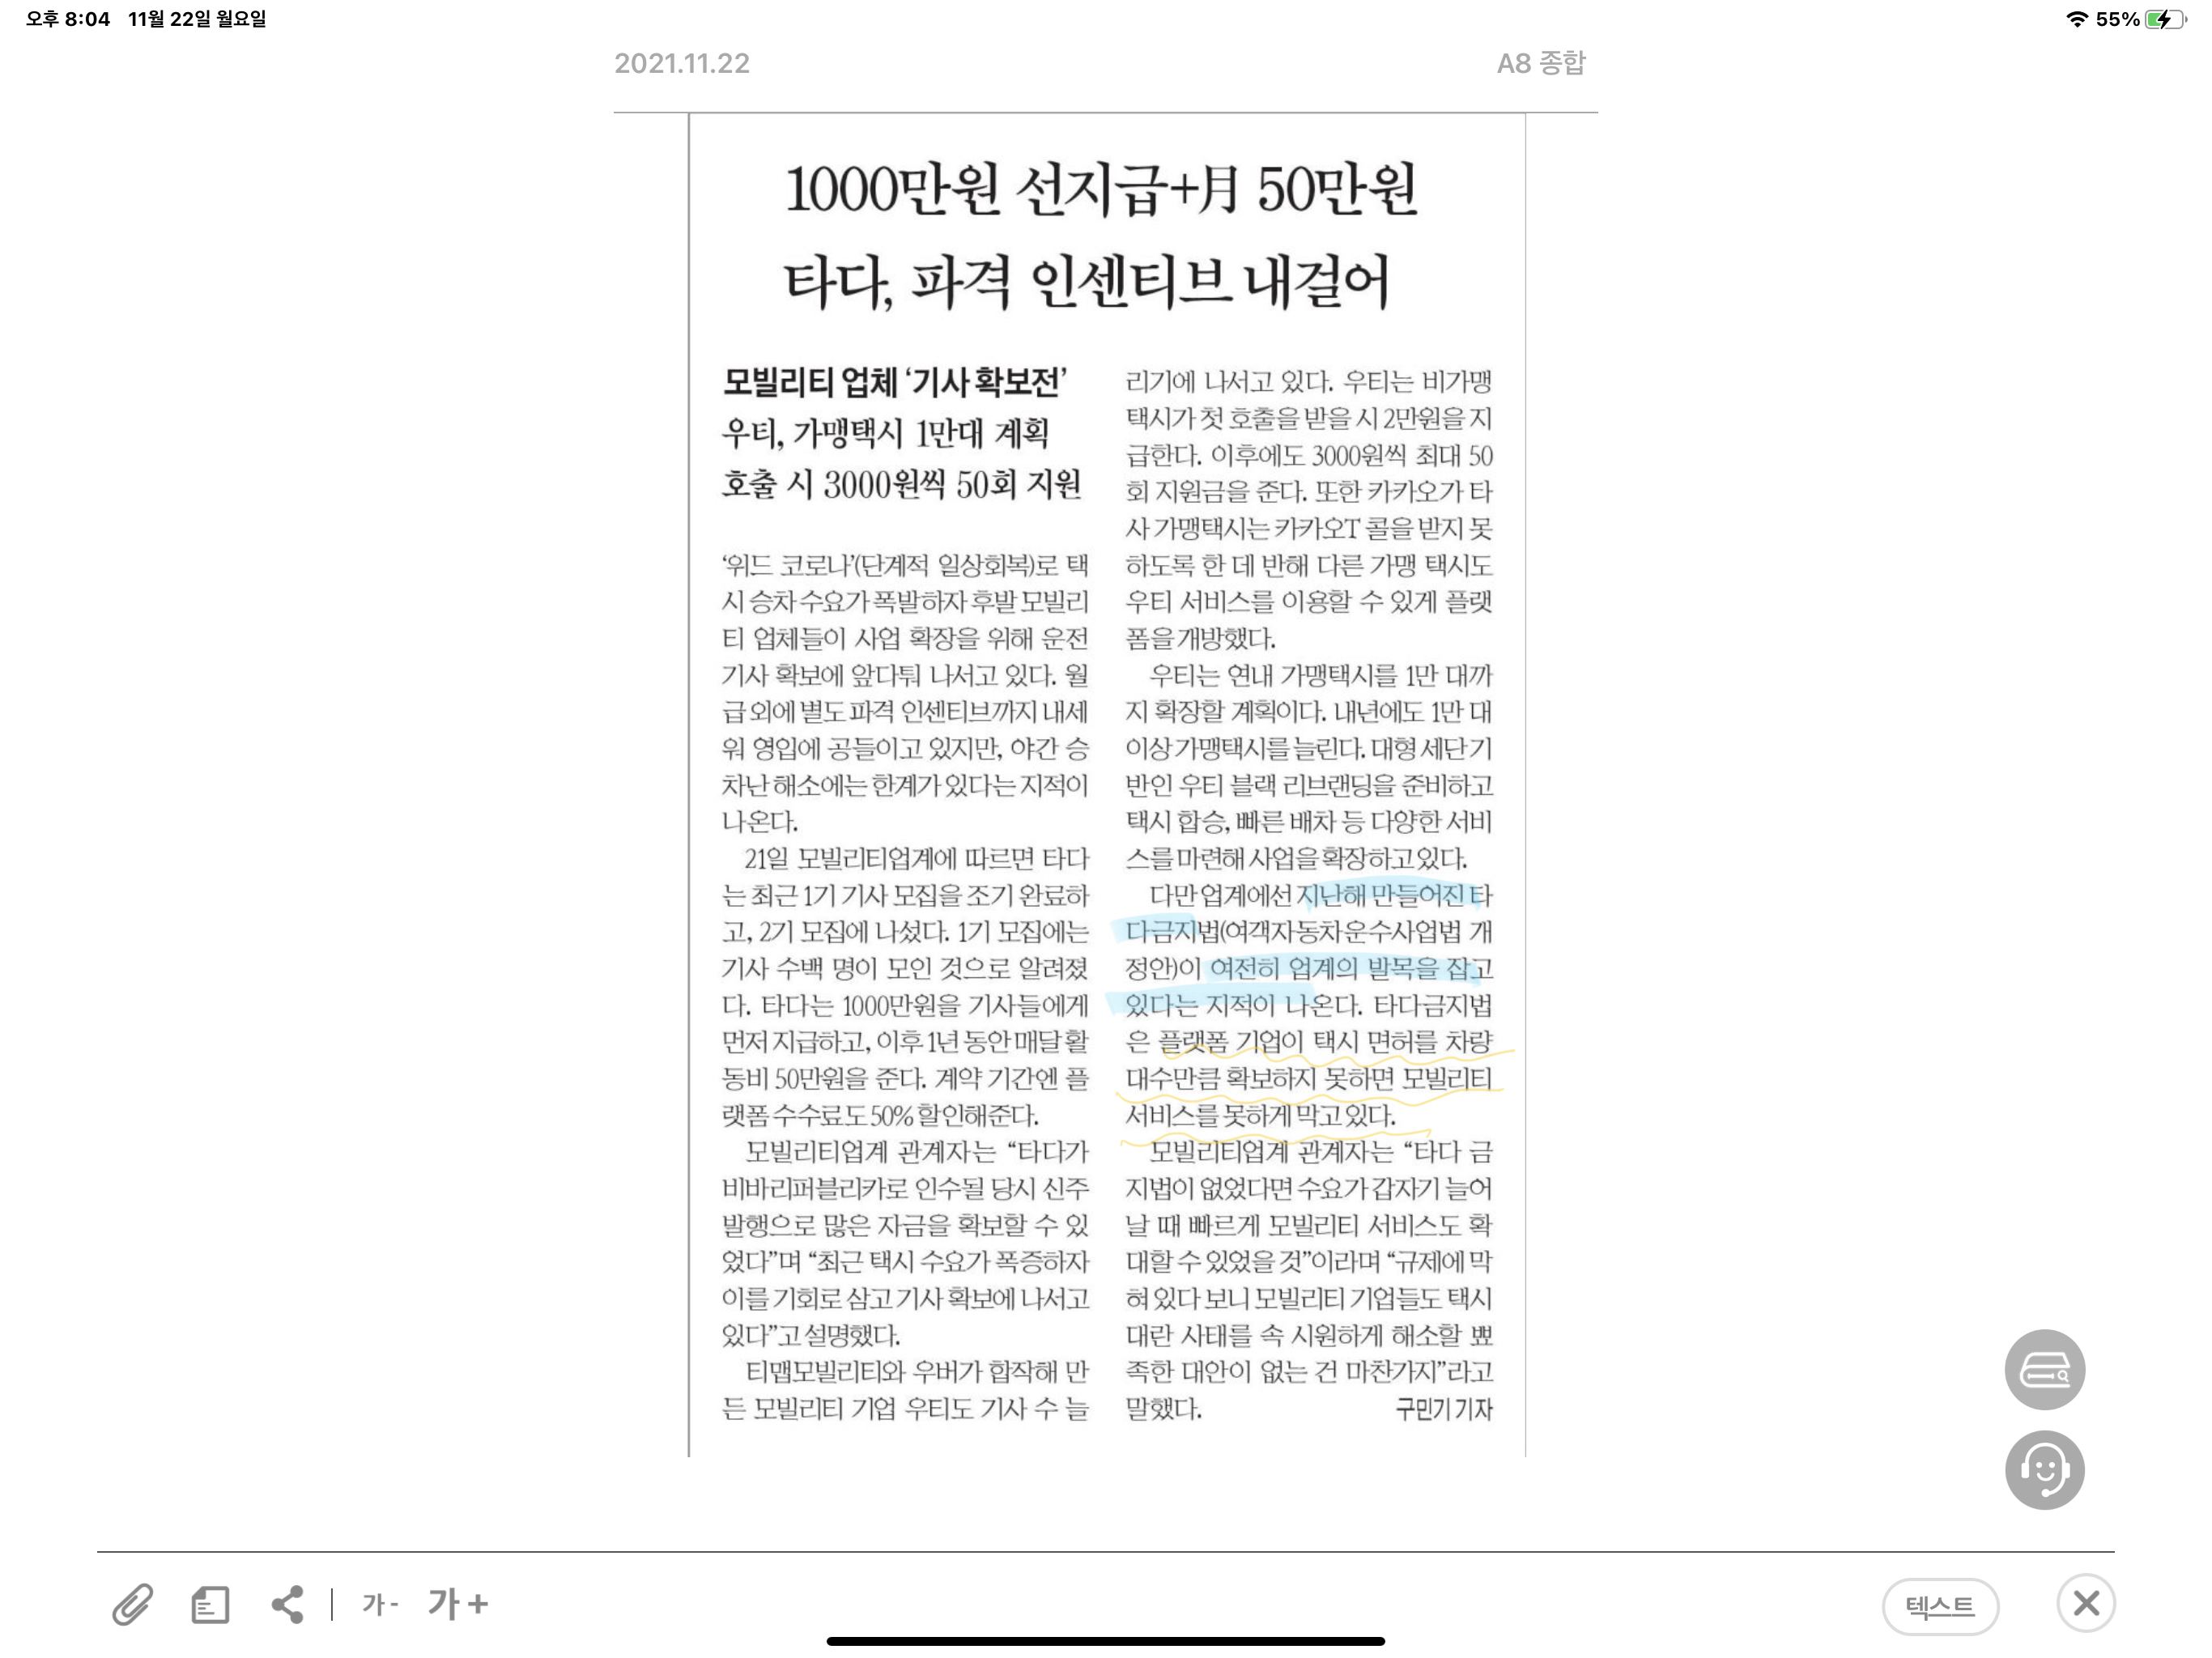 오후 8:04 11월 22일 월요일
55%
2021.11.22
A8 종합
1000만원 선지급+月 50만원
타다, 파격 인센티브 내걸어
모빌리티 업체 ‘기사 확보전’
우티, 가맹택시 1만대 계획
호출 시 3000원씩 50회 지원
‘위드 코로나’(단계적 일상회복)로 택
시 승차 수요가 폭발하자 후발 모빌리
티 업체들이 사업 확장을 위해 운전
기사 확보에 앞다퉈 나서고 있다. 월
급 외에 별도 파격 인센티브까지 내세
워 영입에 공들이고 있지만, 야간 승
차난 해소에는 한계가 있다는 지적이
나온다.
21일 모빌리티업계에 따르면 타다
는 최근 1기 기사 모집을 조기 완료하
고, 2기 모집에 나섰다. 1기 모집에는
기사 수백 명이 모인 것으로 알려졌
다. 타다는 1000만원을 기사들에게
먼저 지급하고, 이후 1년 동안 매달 활
동비 50만원을 준다. 계약 기간엔 플
랫폼 수수료도 50% 할인해준다.
모빌리티업계 관계자는 “타다가
비바리퍼블리카로 인수될 당시 신주
발행으로 많은 자금을 확보할 수 있
었다”며 “최근 택시 수요가 폭증하자
이를 기회로 삼고 기사 확보에 나서고
있다”고 설명했다.
티맵모빌리티와 우버가 합작해 만
든 모빌리티 기업 우티도 기사 수 늘
리기에 나서고 있다. 우티는 비가맹
택시가 첫 호출을 받을 시 2만원을 지
급한다. 이후에도 3000원씩 최대 50
회 지원금을 준다. 또한 카카오가 타
사 가맹택시는 카카오T 콜을 받지 못
하도록 한 데 반해 다른 가맹 택시도
우티 서비스를 이용할 수 있게 플랫
폼을 개방했다.
우티는 연내 가맹택시를 1만 대까
지 확장할 계획이다. 내년에도 1만 대
이상 가맹택시를 늘린다. 대형 세단 기
반인 우티 블랙 리브랜딩을 준비하고
택시 합승, 빠른 배차 등 다양한 서비
스를 마련해 사업을 확장하고 있다.
다만 업계에선 지난해 만들어진 타
다금지법(여객자동차운수사업법 개
정안)이 여전히 업계의 발목을 잡고
있다는 지적이 나온다. 타다금지법
은 플랫폼 기업이 택시 면허를 차량
대수만큼 확보하지 못하면 모빌리티
서비스를 못하게 막고 있다.
모빌리티업계 관계자는 “타다 금
지법이 없었다면 수요가 갑자기 늘어
날 때 빠르게 모빌리티 서비스도 확
대할 수 있었을 것”이라며 “규제에 막
혀 있다 보니 모빌리티 기업들도 택시
대란 사태를 속 시원하게 해소할 뾰
족한 대안이 없는 건 마찬가지”라고
말했다.
구민기 기자
가-
가+
텍스트